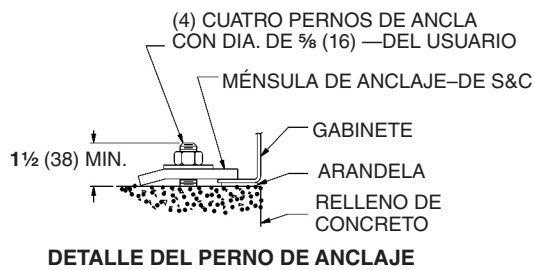 (4) CUATRO PERNOS DE ANCLA
CON DIA. DE ⅝ (16) —DEL USUARIO
MÉNSULA DE ANCLAJE–DE S&C
GABINETE
1½ (38) MIN.
ARANDELA
RELLENO DE
CONCRETO
DETALLE DEL PERNO DE ANCLAJE